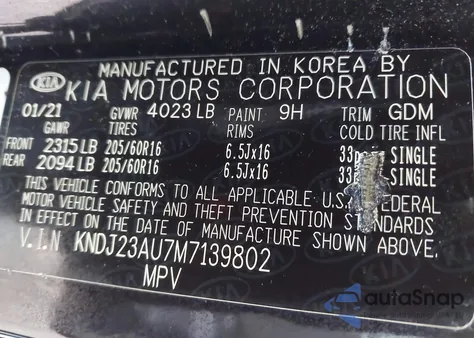 MANUFACTURED IN KOREA BY
KIA KIA MOTORS CORPORATION
01/21 GVWR 4023 LB PAINT 9H TRIM GDM
GAWR TIRES RIMS COLD TIRE INFL
FRONT 2315 LB 205/60R16 6.5Jx16 33 SINGLE
REAR 2094 LB 205/60R16 6.5Jx16 33 SINGLE
THIS VEHICLE CONFORMS TO ALL APPLICABLE U.S. FEDERAL
MOTOR VEHICLE SAFETY AND THEFT PREVENTION STANDARDS
IN EFFECT ON THE DATE OF MANUFACTURE SHOWN ABOVE.
V.I.N KNDJ23AU7M7139802
MPV
autoSnap